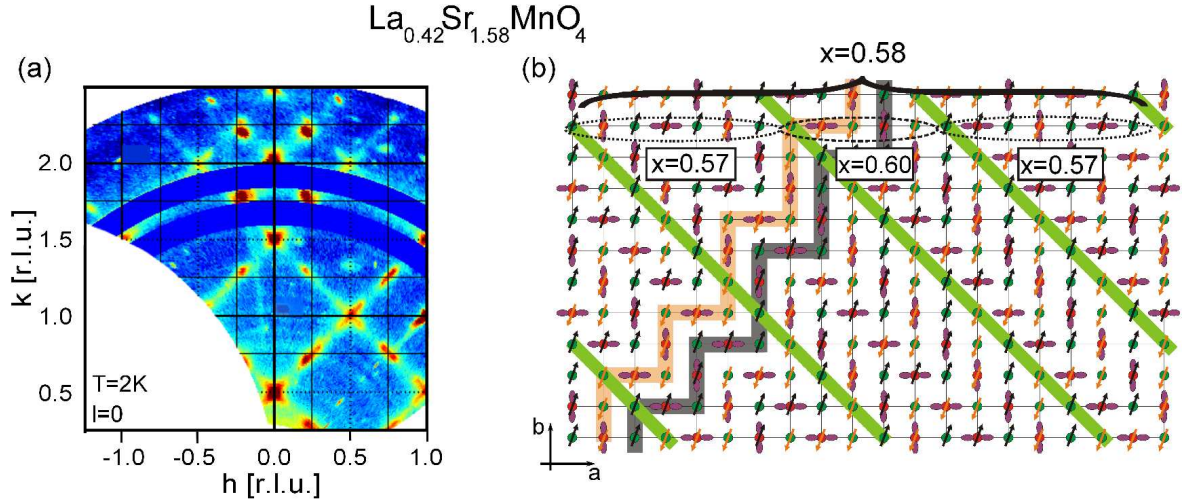 La0.42Sr1.58MnO4
(a)
k [r.l.u.]
2.0
1.5
1.0
0.5
T=2K
l=0
-1.0 -0.5 0.0 0.5 1.0
h [r.l.u.]
(b)
x=0.58
x=0.57 x=0.60 x=0.57
b
a